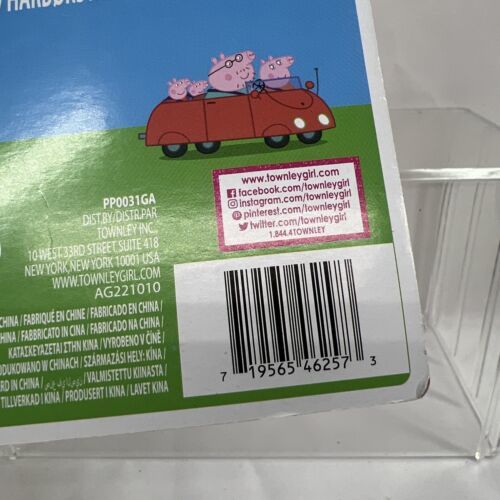 PP0031GA
DIST.BY/DISTR.PAR
TOWNLEY INC.
10 WEST 33RD STREET, SUITE 418
NEW YORK, NEW YORK 10001 USA
WWW.TOWNLEYGIRL.COM
AG221010
www.townleygirl.com
facebook.com/townleygirl
instagram.com/townleygirl
pinterest.com/townleygirl
twitter.com/townleygirl
1.844.4TOWNLEY
CHINA / FABRIQUÉ EN CHINE / FABRICADO EN CHINA /
FABBRICATO IN CINA / FABRICADO NA CHINA /
ΚΑΤΑΣΚΕΥΑΖΕΤΑΙ ΣΤΗΝ ΚΙΝΑ / VYROBENO V ČÍNĚ /
DUKOWANO W CHINACH / SZÁRMAZÁSI HELY: KÍNA /
RD IN CHINA / VALMISTETTU KIINASTA /
TILLVERKAD I KINA / PRODUSERT I KINA / LAVET KINA
7 19565 46257 3